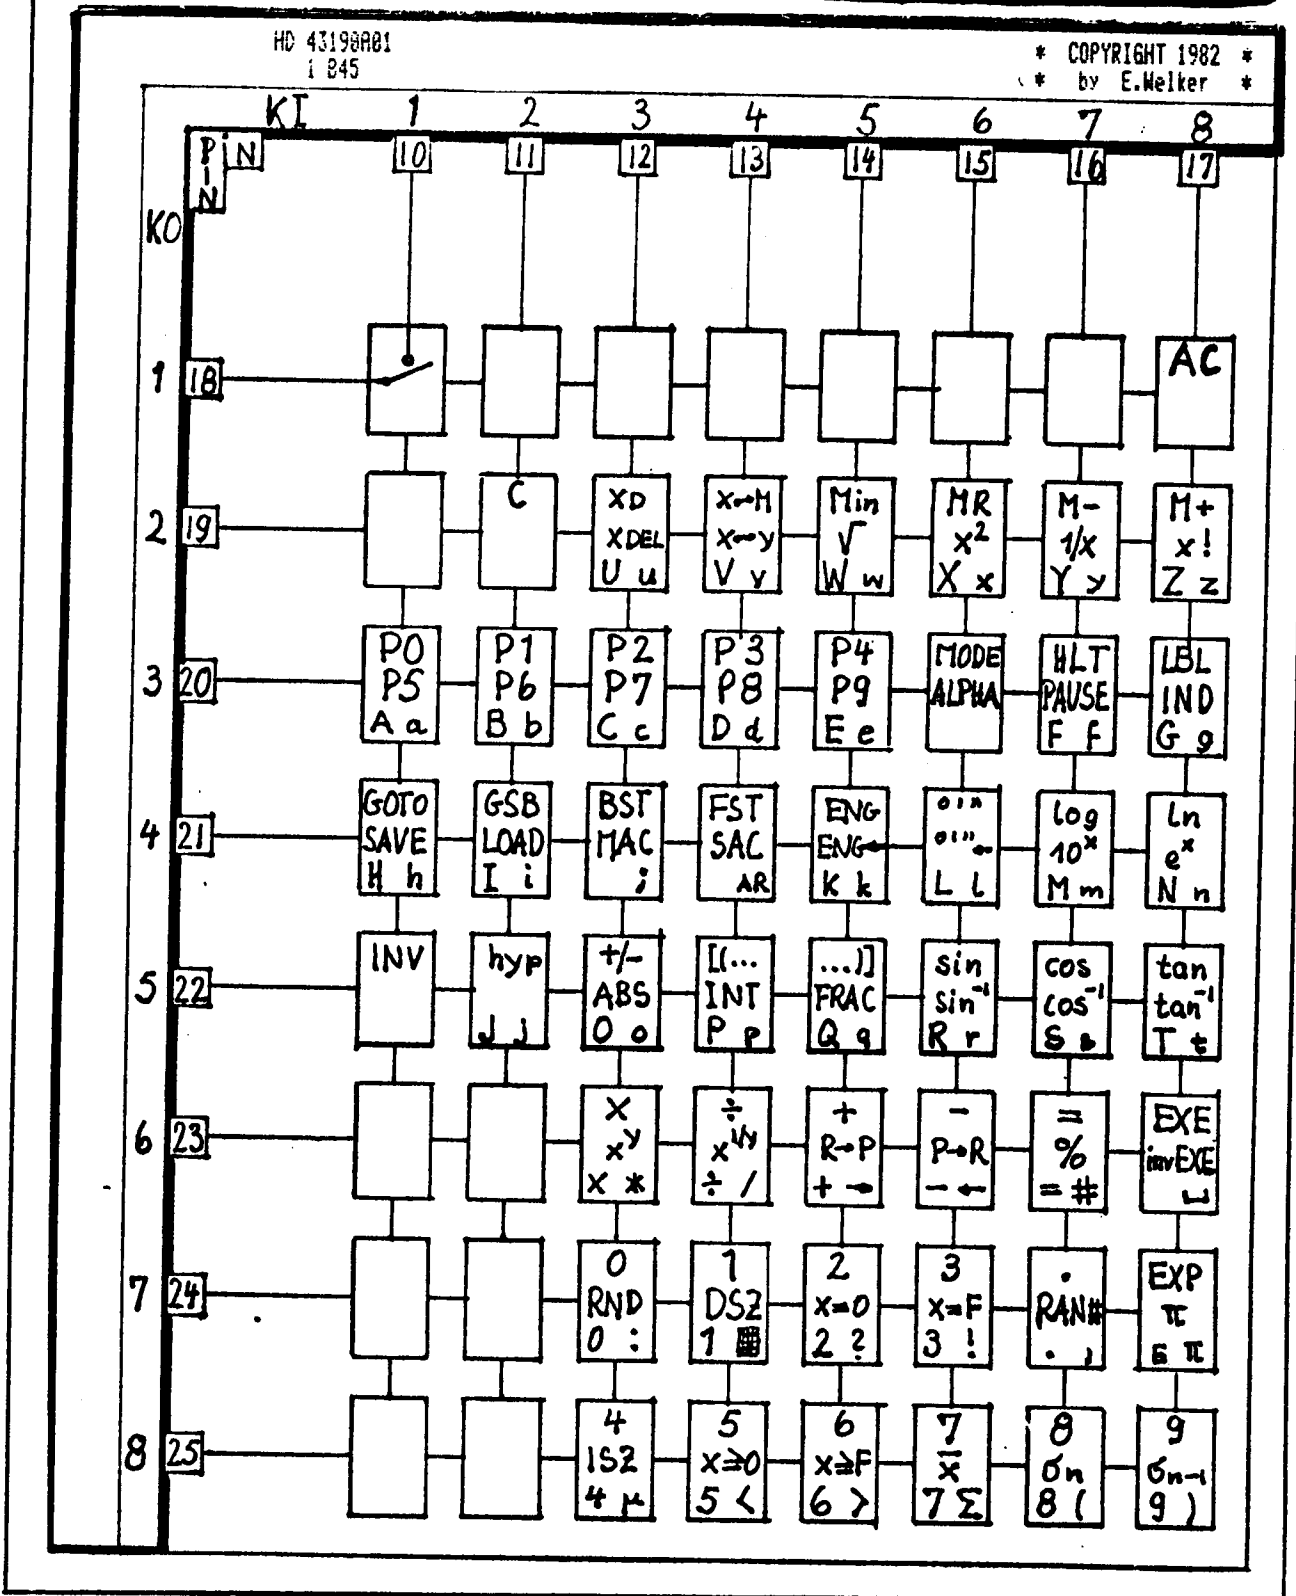 HD 43190A01
1 B45
* COPYRIGHT 1982 *
* by E.Welker *
KI 1 2 3 4 5 6 7 8
PiN 10 11 12 13 14 15 16 17
PIN
KO
1 18 AC
2 19 C XD X↔M Min MR M- M+
XDEL X↔y √ x² 1/x x!
U u V v W w X x Y y Z z
3 20 P0 P1 P2 P3 P4 MODE HLT LBL
P5 P6 P7 P8 P9 ALPHA PAUSE IND
A a B b C c D d E e F f G g
4 21 GOTO GSB BST FST ENG °'" log ln
SAVE LOAD MAC SAC ENG← °'"← 10ˣ eˣ
H h I i ; AR K k L l M m N n
5 22 INV hyp +/- [(... ...)] sin cos tan
ABS INT FRAC sin⁻¹ cos⁻¹ tan⁻¹
J j O o P p Q q R r S s T t
6 23 × ÷ + - = EXE
xʸ x¹/ʸ R→P P→R % invEXE
× * ÷ / + → - ← = # ⎵
7 24 0 1 2 3 . EXP
RND DSZ x=0 x=F RAN# π
0 : 1 ▦ 2 ? 3 ! . , π
8 25 4 5 6 7 8 9
ISZ x≥0 x≥F x̄ σn σn-1
4 μ 5 < 6 > 7 Σ 8 ( 9 )